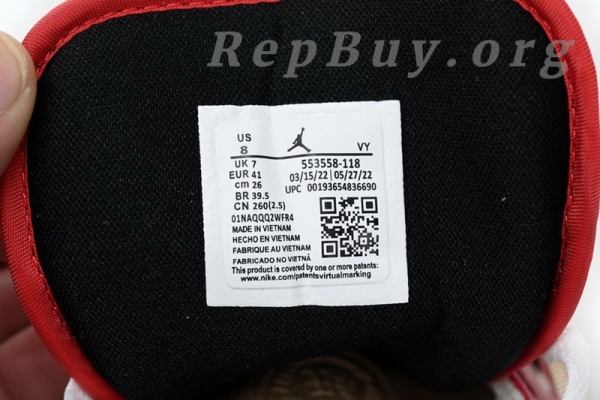 RepBuy.org
US
8
VY
UK 7
EUR 41
cm 26
BR 39.5
CN 260(2.5)
553558-118
03/15/22 | 05/27/22
UPC 00193654836690
01NAQQQ2WFR4
MADE IN VIETNAM
HECHO EN VIETNAM
FABRIQUE AU VIETNAM
FABRICADO NO VIETNÃ
This product is covered by one or more patents:
www.nike.com/patentsvirtualmarking